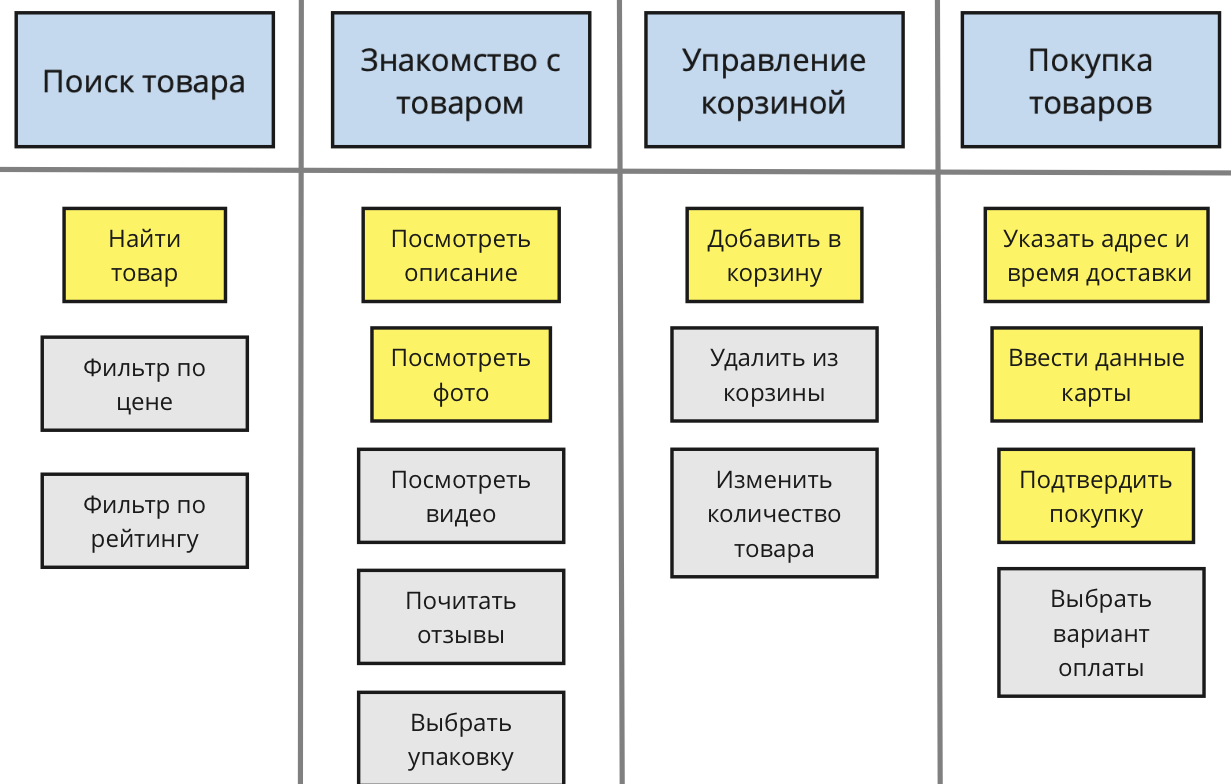 Поиск товара
Знакомство с
товаром
Управление
корзиной
Покупка
товаров
Найти
товар
Фильтр по
цене
Фильтр по
рейтингу
Посмотреть
описание
Посмотреть
фото
Посмотреть
видео
Почитать
отзывы
Выбрать
упаковку
Добавить в
корзину
Удалить из
корзины
Изменить
количество
товара
Указать адрес и
время доставки
Ввести данные
карты
Подтвердить
покупку
Выбрать
вариант
оплаты